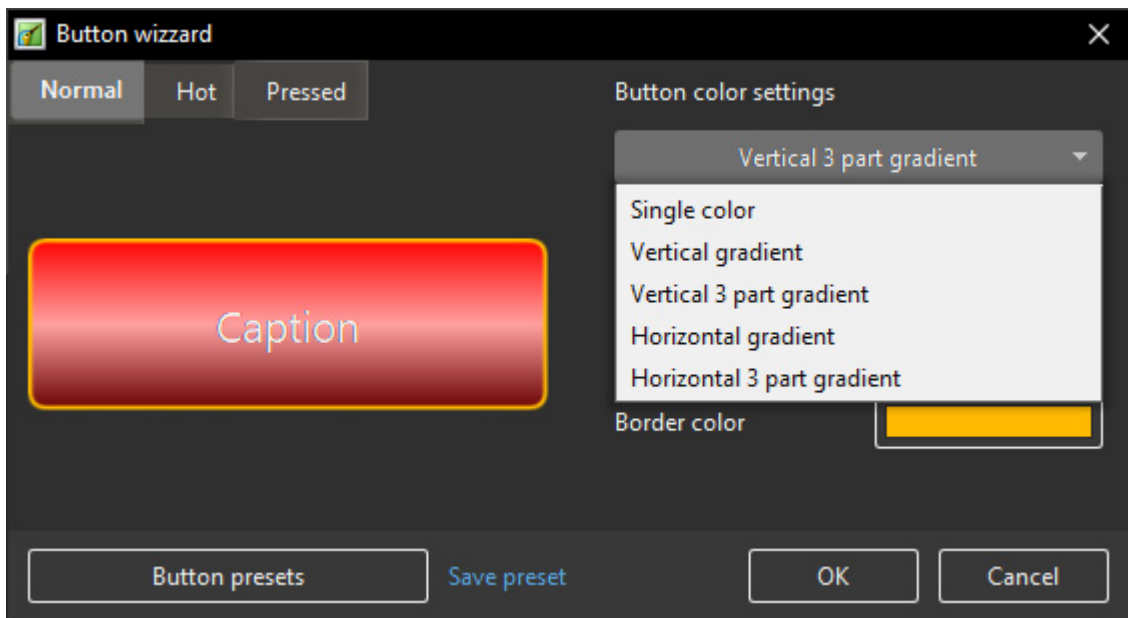 Button wizzard
Normal Hot Pressed
Button color settings
Vertical 3 part gradient
Single color
Vertical gradient
Vertical 3 part gradient
Horizontal gradient
Horizontal 3 part gradient
Caption
Border color
Button presets Save preset OK Cancel